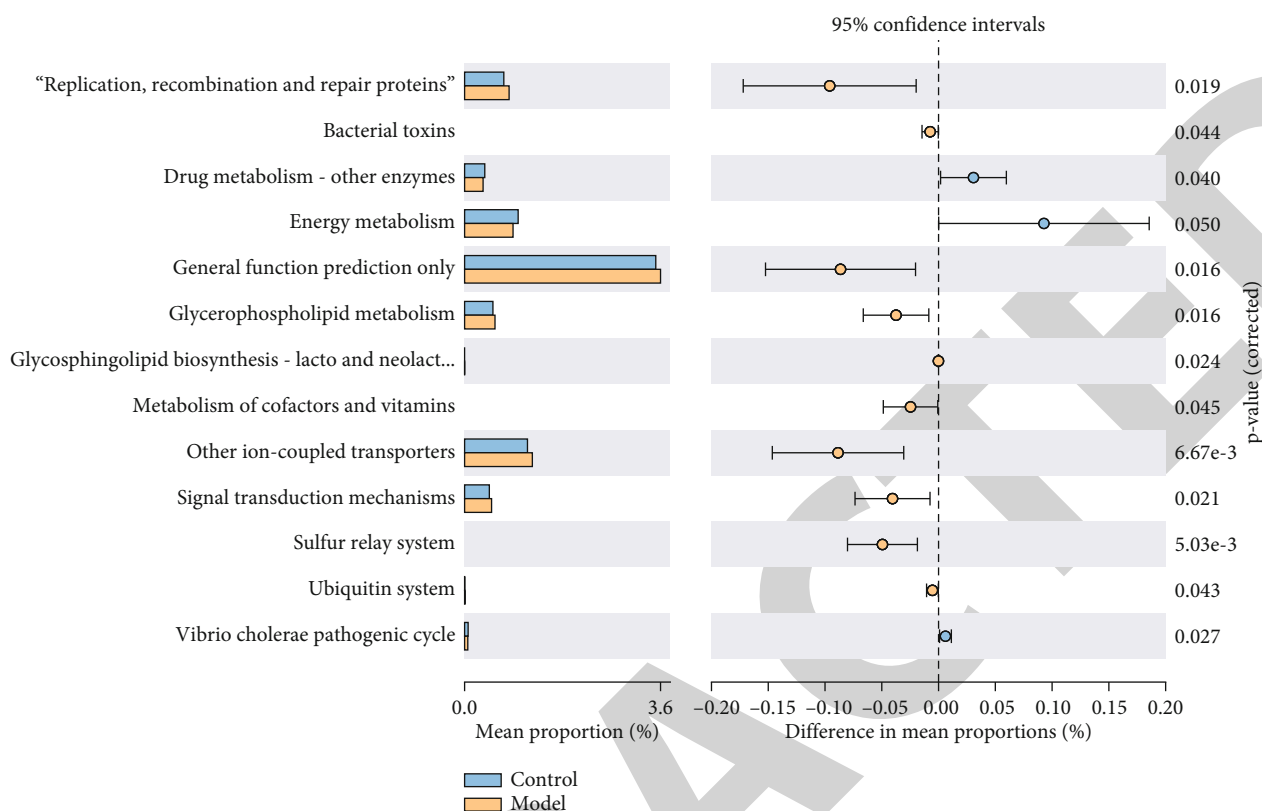 95% confidence intervals
“Replication, recombination and repair proteins” 0.019
Bacterial toxins 0.044
Drug metabolism - other enzymes 0.040
Energy metabolism 0.050
General function prediction only 0.016
Glycerophospholipid metabolism 0.016
Glycosphingolipid biosynthesis - lacto and neolact... 0.024
Metabolism of cofactors and vitamins 0.045
Other ion-coupled transporters 6.67e-3
Signal transduction mechanisms 0.021
Sulfur relay system 5.03e-3
Ubiquitin system 0.043
Vibrio cholerae pathogenic cycle 0.027
p-value (corrected)
0.0 3.6 –0.20 –0.15 –0.10 –0.05 0.00 0.05 0.10 0.15 0.20
Mean proportion (%) Difference in mean proportions (%)
Control
Model